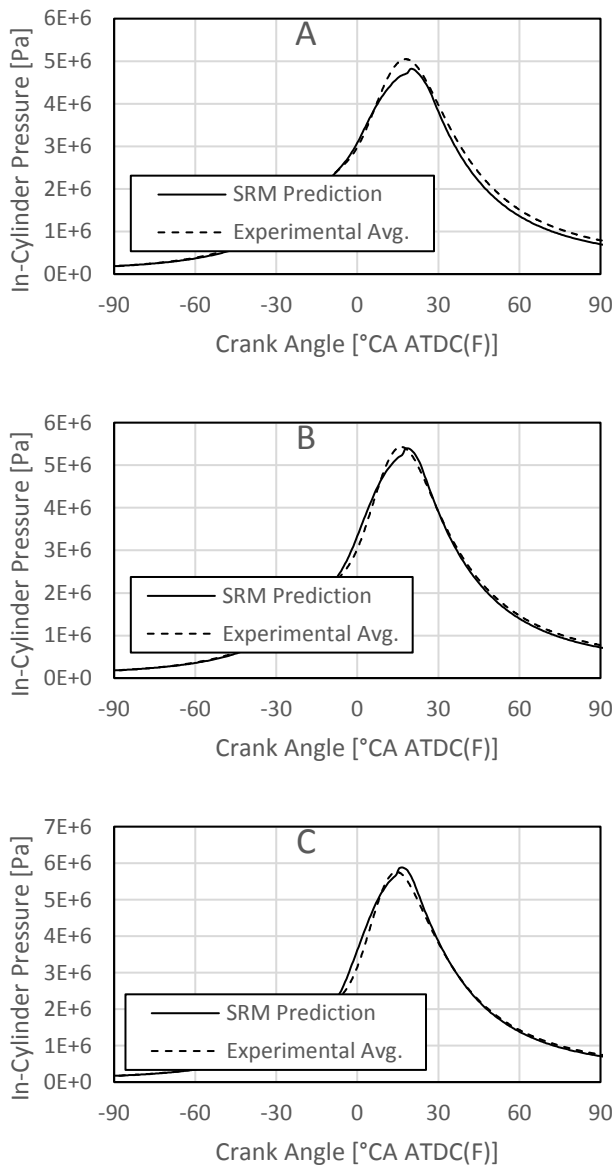 A
In-Cylinder Pressure [Pa]
6E+6
5E+6
4E+6
3E+6
2E+6
1E+6
0E+0
SRM Prediction
Experimental Avg.
-90 -60 -30 0 30 60 90
Crank Angle [°CA ATDC(F)]
B
In-Cylinder Pressure [Pa]
6E+6
5E+6
4E+6
3E+6
2E+6
1E+6
0E+0
SRM Prediction
Experimental Avg.
-90 -60 -30 0 30 60 90
Crank Angle [°CA ATDC(F)]
C
In-Cylinder Pressure [Pa]
7E+6
6E+6
5E+6
4E+6
3E+6
2E+6
1E+6
0E+0
SRM Prediction
Experimental Avg.
-90 -60 -30 0 30 60 90
Crank Angle [°CA ATDC(F)]